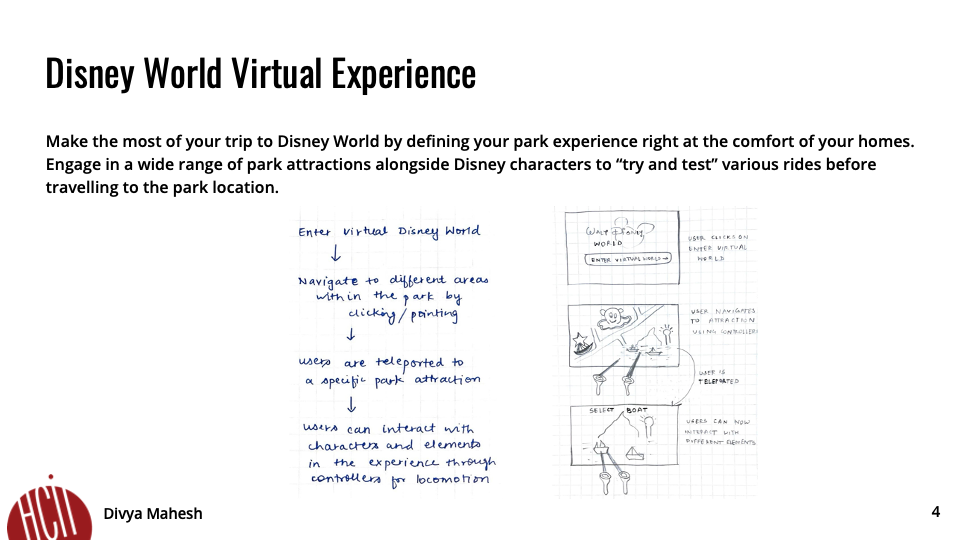 Disney World Virtual Experience
Make the most of your trip to Disney World by defining your park experience right at the comfort of your homes.
Engage in a wide range of park attractions alongside Disney characters to “try and test” various rides before
travelling to the park location.
Enter Virtual Disney World
Navigate to different areas
within the park by
clicking/pointing
users are teleported to
a specific park attraction
users can interact with
characters and elements
in the experience through
controllers for locomotion
WALT DISNEY
WORLD
ENTER VIRTUAL WORLD →
USER CLICKS ON
ENTER VIRTUAL
WORLD
USER NAVIGATES
TO ATTRACTION
USING CONTROLLERS
USER IS
TELEPORTED
SELECT BOAT
USERS CAN NOW
INTERACT WITH
DIFFERENT ELEMENTS
HCII
Divya Mahesh
4